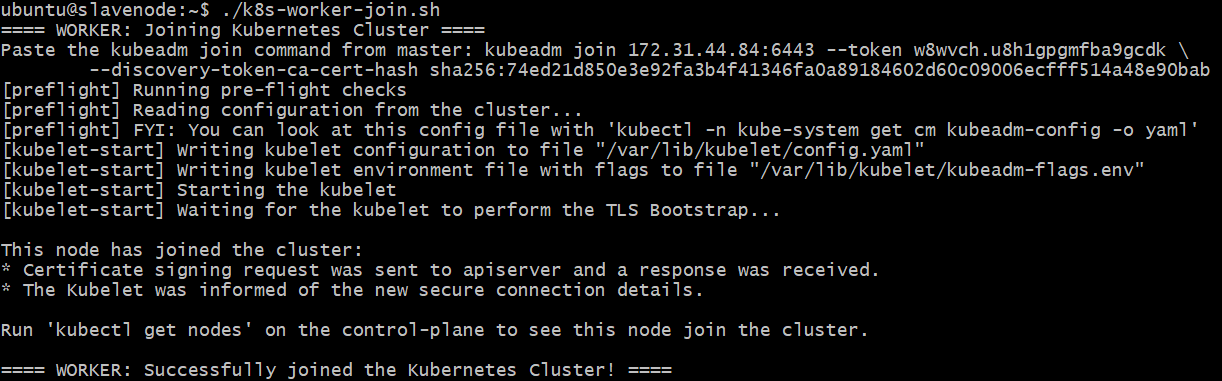 ubuntu@slavenode:~$ ./k8s-worker-join.sh
==== WORKER: Joining Kubernetes Cluster ====
Paste the kubeadm join command from master: kubeadm join 172.31.44.84:6443 --token w8wvch.u8h1gpgmfba9gcdk \
        --discovery-token-ca-cert-hash sha256:74ed21d850e3e92fa3b4f41346fa0a89184602d60c09006ecfff514a48e90bab
[preflight] Running pre-flight checks
[preflight] Reading configuration from the cluster...
[preflight] FYI: You can look at this config file with 'kubectl -n kube-system get cm kubeadm-config -o yaml'
[kubelet-start] Writing kubelet configuration to file "/var/lib/kubelet/config.yaml"
[kubelet-start] Writing kubelet environment file with flags to file "/var/lib/kubelet/kubeadm-flags.env"
[kubelet-start] Starting the kubelet
[kubelet-start] Waiting for the kubelet to perform the TLS Bootstrap...

This node has joined the cluster:
* Certificate signing request was sent to apiserver and a response was received.
* The Kubelet was informed of the new secure connection details.

Run 'kubectl get nodes' on the control-plane to see this node join the cluster.

==== WORKER: Successfully joined the Kubernetes Cluster! ====